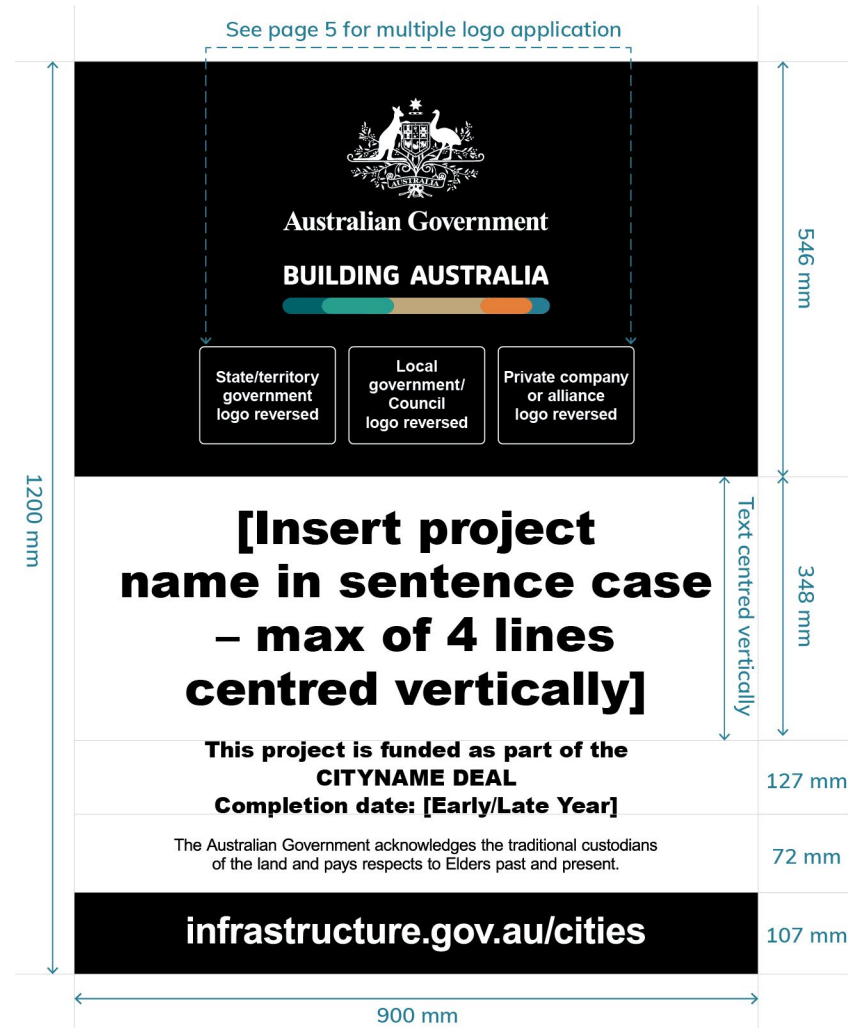 See page 5 for multiple logo application
AUSTRALIA
Australian Government
BUILDING AUSTRALIA
State/territory
government
logo reversed
Local
government/
Council
logo reversed
Private company
or alliance
logo reversed
546 mm
1200 mm
[Insert project
name in sentence case
– max of 4 lines
centred vertically]
Text centred vertically
348 mm
This project is funded as part of the
CITYNAME DEAL
Completion date: [Early/Late Year]
127 mm
The Australian Government acknowledges the traditional custodians
of the land and pays respects to Elders past and present.
72 mm
infrastructure.gov.au/cities
107 mm
900 mm